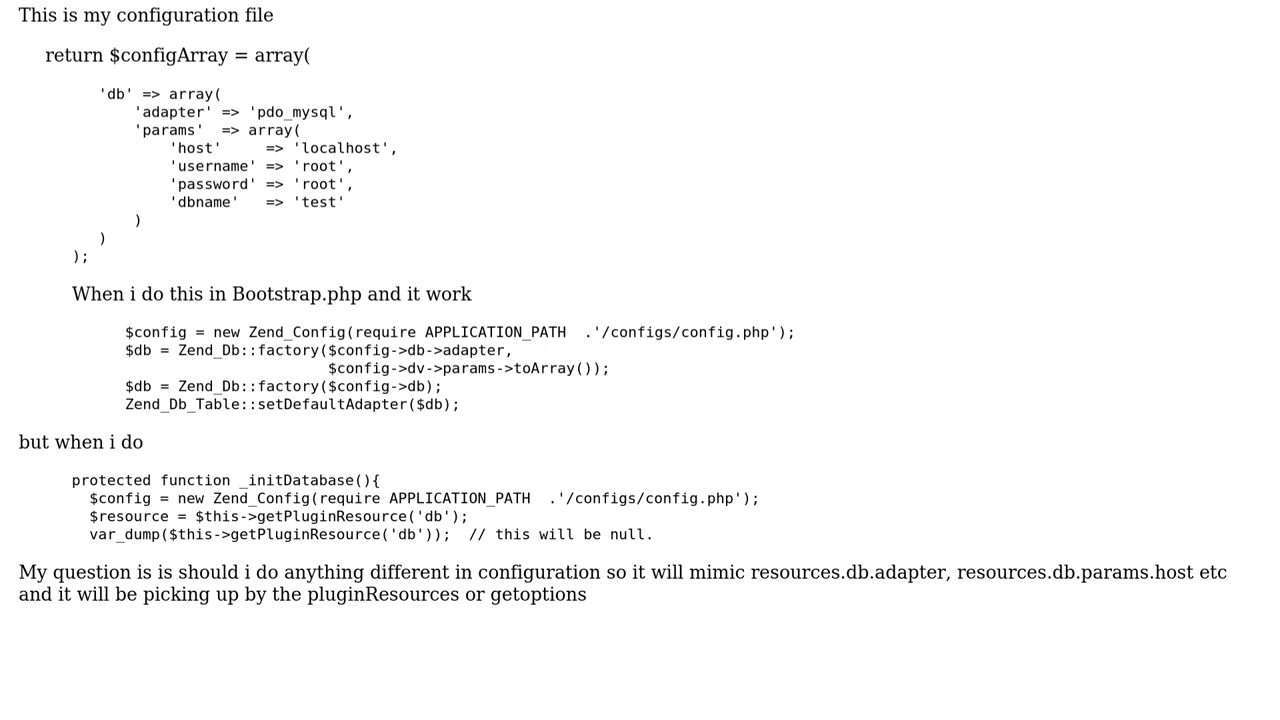 This is my configuration file
return $configArray = array(
'db' => array(
'adapter' => 'pdo_mysql',
'params'  => array(
'host'     => 'localhost',
'username' => 'root',
'password' => 'root',
'dbname'   => 'test'
)
)
);
When i do this in Bootstrap.php and it work
$config = new Zend_Config(require APPLICATION_PATH  .'/configs/config.php');
$db = Zend_Db::factory($config->db->adapter,
$config->dv->params->toArray());
$db = Zend_Db::factory($config->db);
Zend_Db_Table::setDefaultAdapter($db);
but when i do
protected function _initDatabase(){
$config = new Zend_Config(require APPLICATION_PATH  .'/configs/config.php');
$resource = $this->getPluginResource('db');
var_dump($this->getPluginResource('db'));  // this will be null.
My question is is should i do anything different in configuration so it will mimic resources.db.adapter, resources.db.params.host etc
and it will be picking up by the pluginResources or getoptions